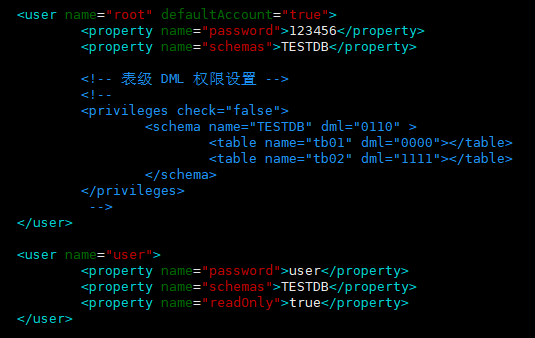 <user name="root" defaultAccount="true">
<property name="password">123456</property>
<property name="schemas">TESTDB</property>
<!-- 表级 DML 权限设置 -->
<!--
<privileges check="false">
<schema name="TESTDB" dml="0110" >
<table name="tb01" dml="0000"></table>
<table name="tb02" dml="1111"></table>
</schema>
</privileges>
-->
</user>
<user name="user">
<property name="password">user</property>
<property name="schemas">TESTDB</property>
<property name="readOnly">true</property>
</user>